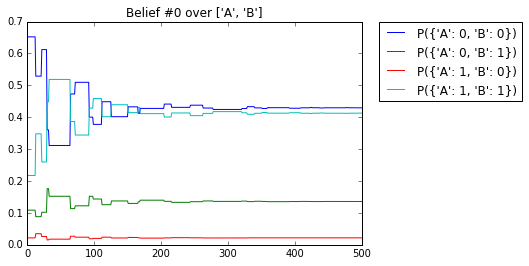 Belief #0 over ['A', 'B']
0.7
0.6
0.5
0.4
0.3
0.2
0.1
0.0
0 100 200 300 400 500
P({'A': 0, 'B': 0})
P({'A': 0, 'B': 1})
P({'A': 1, 'B': 0})
P({'A': 1, 'B': 1})